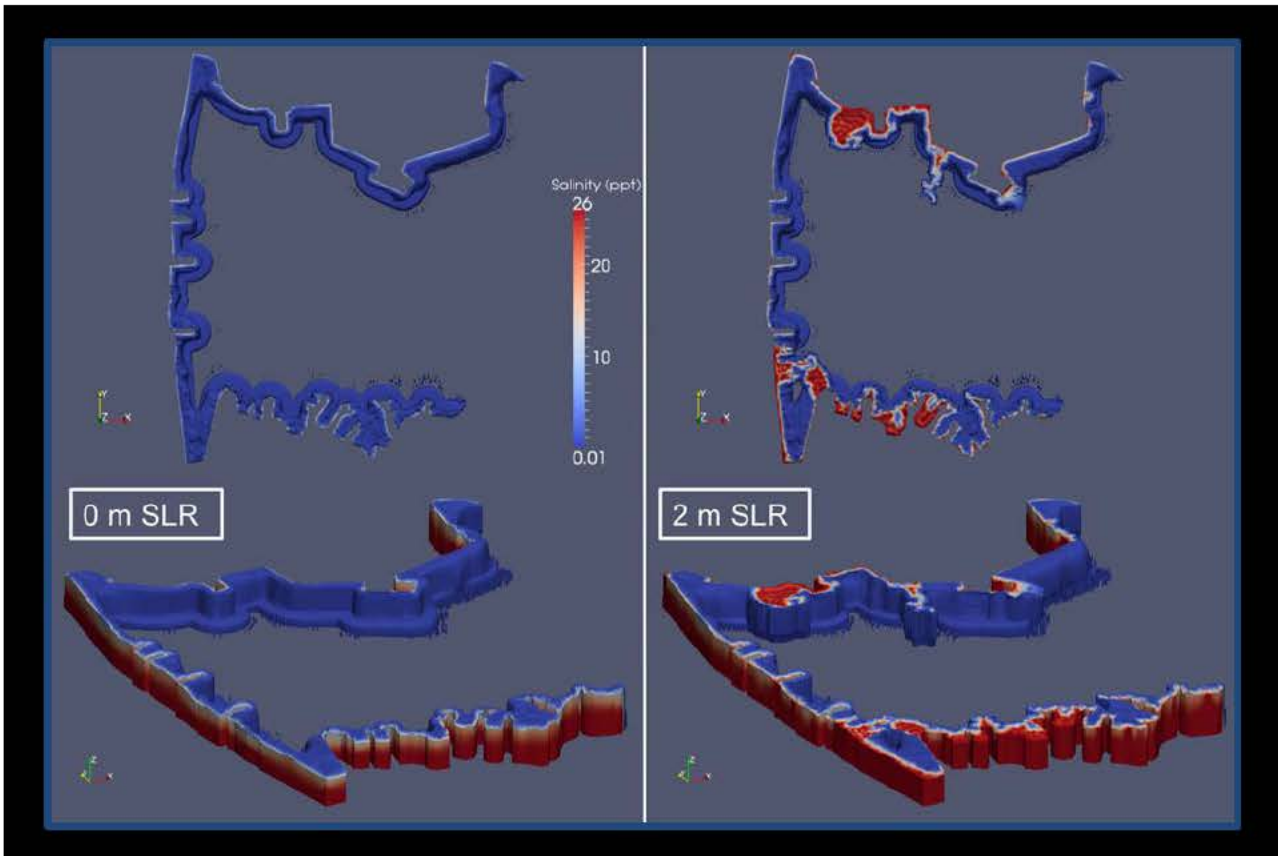 Salinity (ppt)
26
20
10
0.01
Y
Z X
Y
Z X
0 m SLR
2 m SLR
Z
Y X
Z
Y X